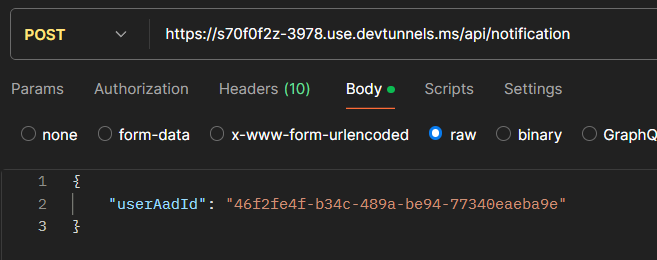 POST https://s70f0f2z-3978.use.devtunnels.ms/api/notification
Params Authorization Headers (10) Body Scripts Settings
none form-data x-www-form-urlencoded raw binary GraphQ
1 {
2 "userAadId": "46f2fe4f-b34c-489a-be94-77340eaeba9e"
3 }